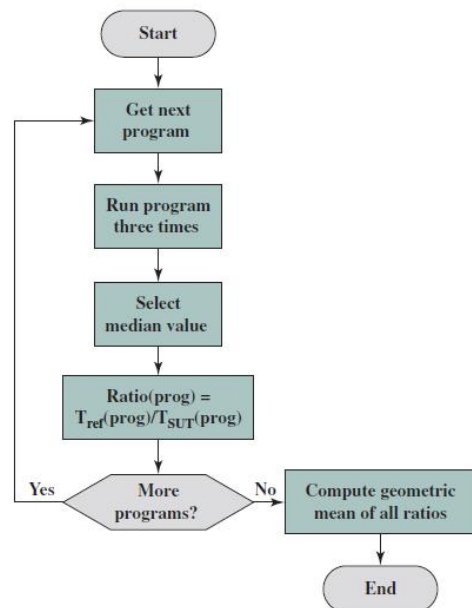 Start
Get next
program
Run program
three times
Select
median value
Ratio(prog) =
Tref(prog)/TSUT(prog)
Yes
More
programs?
No
Compute geometric
mean of all ratios
End